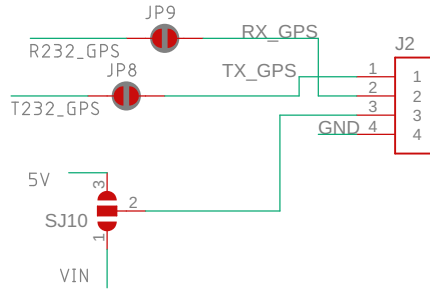 JP9
RX_GPS
R232_GPS
J2
JP8
TX_GPS
1 1
2 2
T232_GPS
3 3
GND 4 4
5V
3
2
SJ10
1
VIN